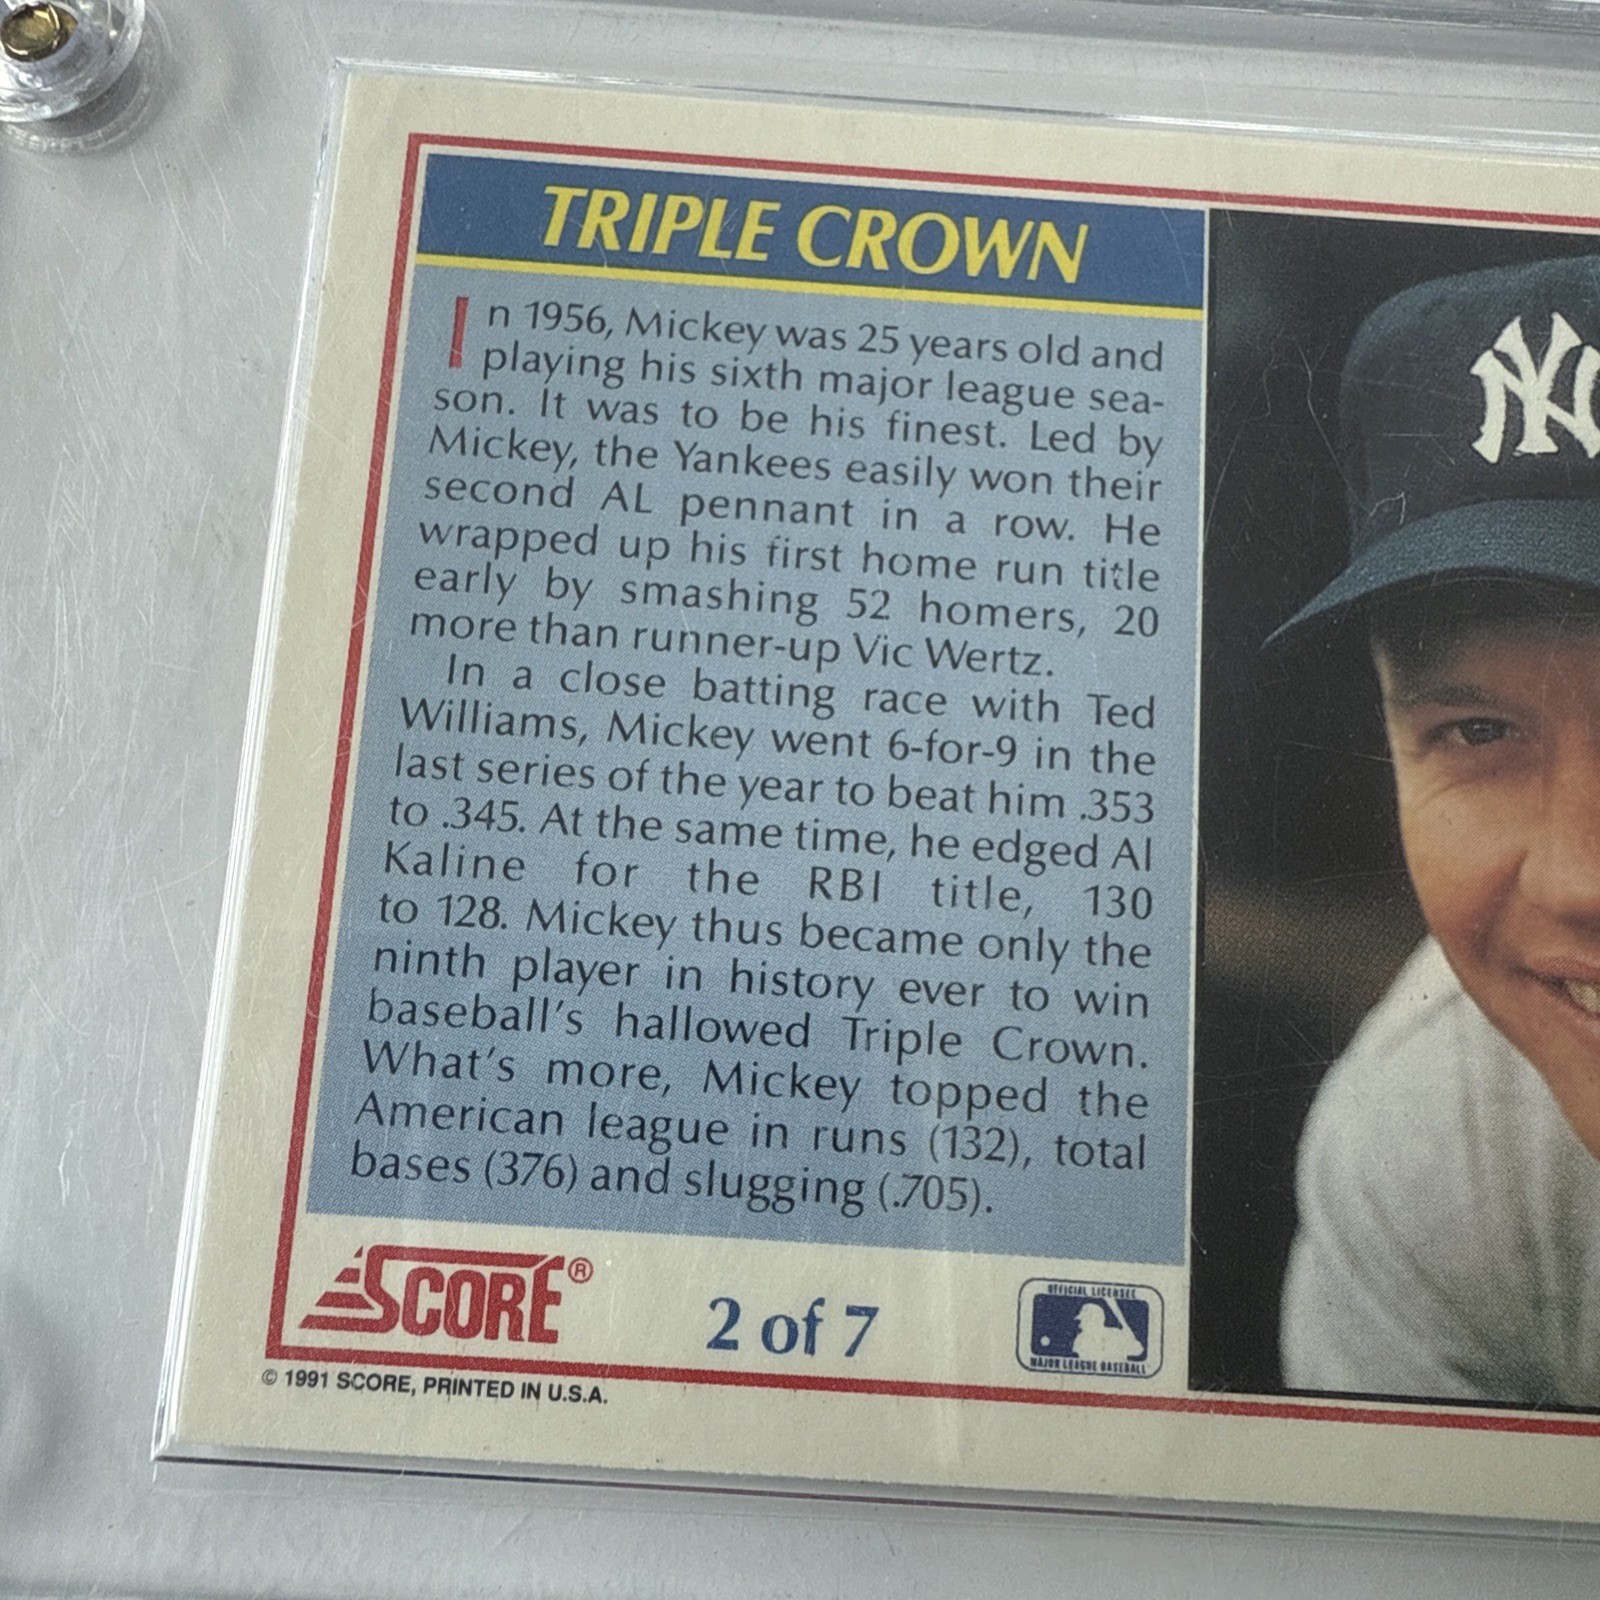 TRIPLE CROWN
In 1956, Mickey was 25 years old and
playing his sixth major league sea-
son. It was to be his finest. Led by
Mickey, the Yankees easily won their
second AL pennant in a row. He
wrapped up his first home run title
early by smashing 52 homers, 20
more than runner-up Vic Wertz.
In a close batting race with Ted
Williams, Mickey went 6-for-9 in the
last series of the year to beat him .353
to .345. At the same time, he edged Al
Kaline for the RBI title, 130
to 128. Mickey thus became only the
ninth player in history ever to win
baseball's hallowed Triple Crown.
What's more, Mickey topped the
American league in runs (132), total
bases (376) and slugging (.705).
SCORE®
2 of 7
OFFICIAL LICENSEE
MAJOR LEAGUE BASEBALL
© 1991 SCORE, PRINTED IN U.S.A.
NY